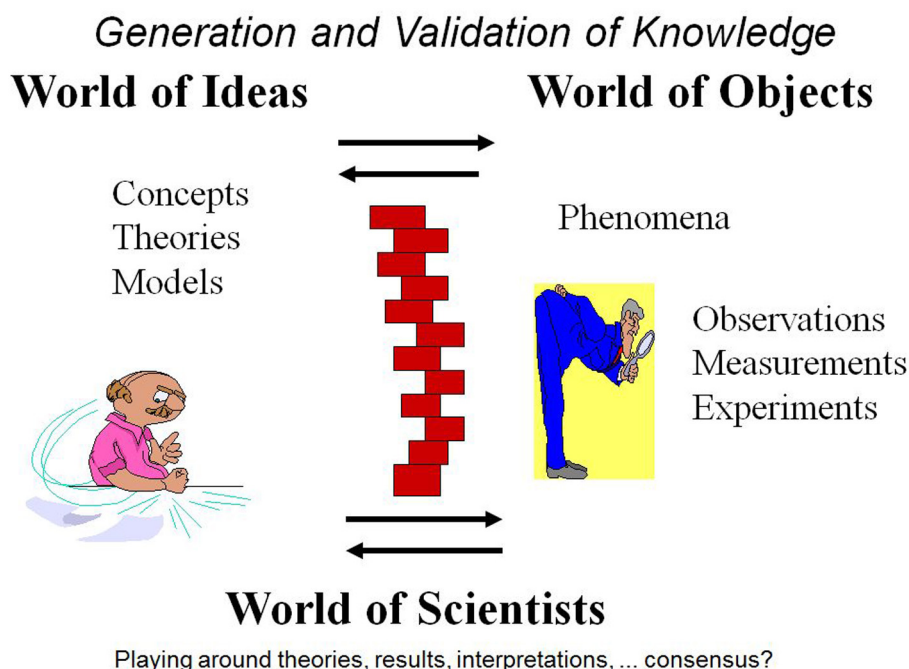 Generation and Validation of Knowledge
World of Ideas
World of Objects
Concepts
Theories
Models
Phenomena
Observations
Measurements
Experiments
World of Scientists
Playing around theories, results, interpretations, ... consensus?